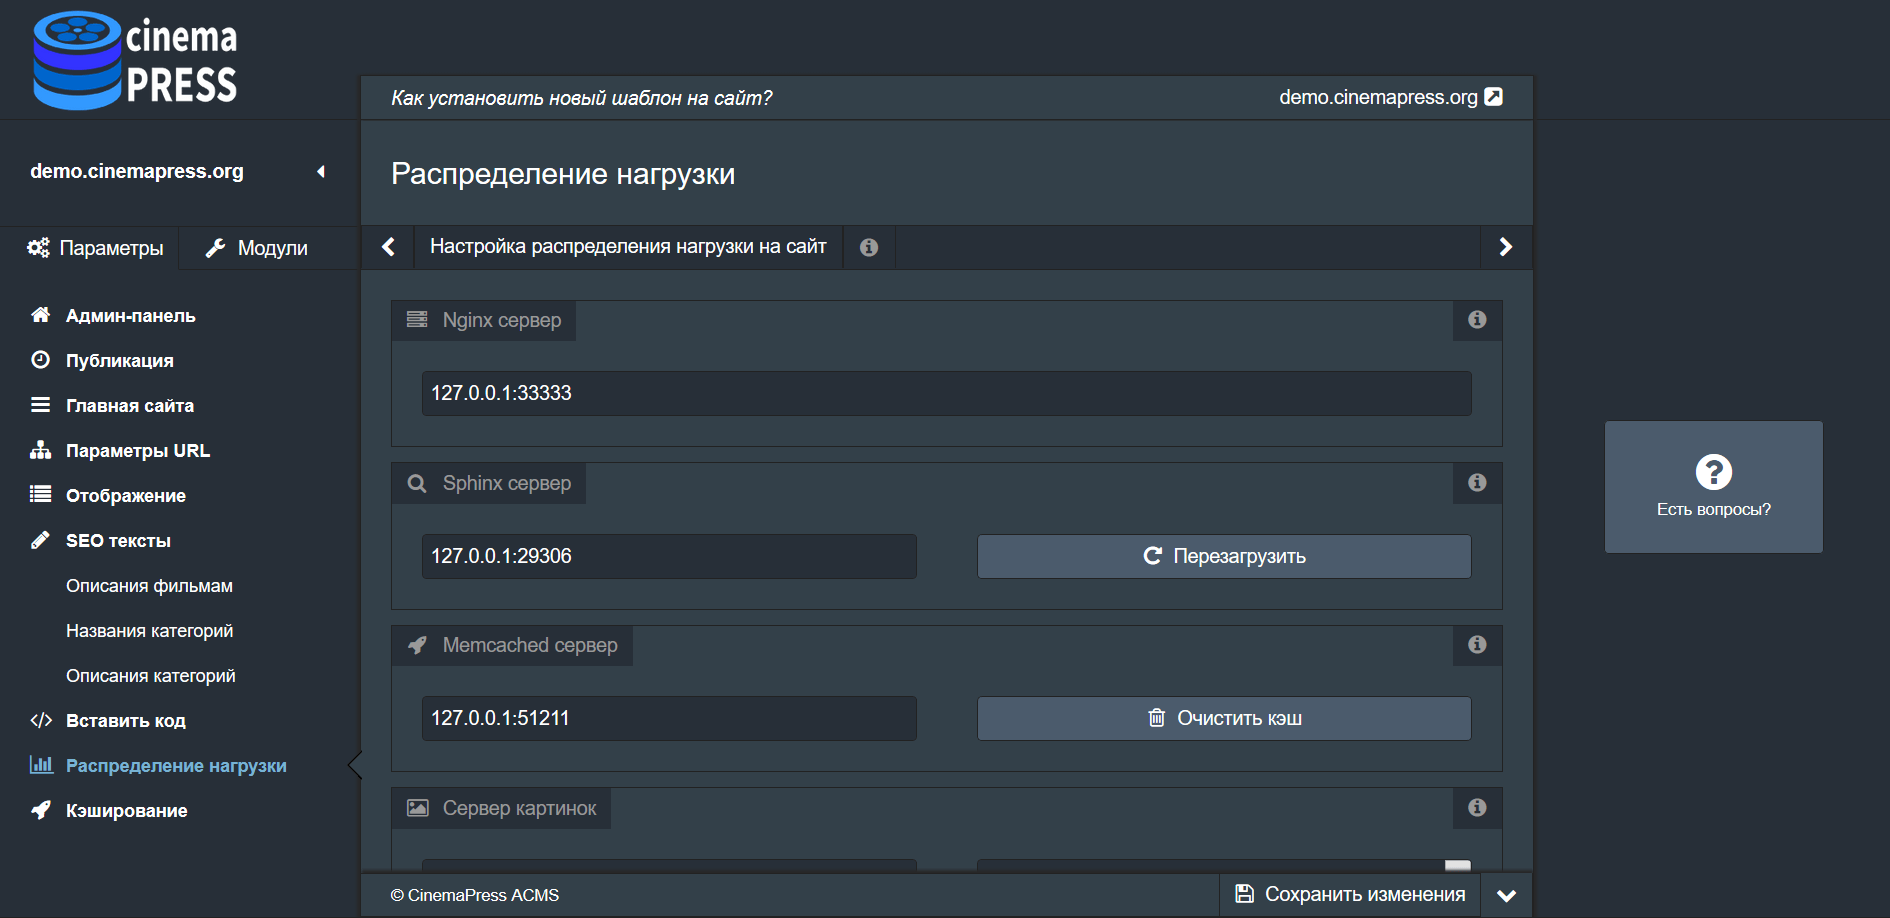 cinema
PRESS
Как установить новый шаблон на сайт?
demo.cinemapress.org
demo.cinemapress.org
Распределение нагрузки
Параметры
Модули
Настройка распределения нагрузки на сайт
Админ-панель
Публикация
Главная сайта
Параметры URL
Отображение
SEO тексты
Описания фильмам
Названия категорий
Описания категорий
Вставить код
Распределение нагрузки
Кэширование
Nginx сервер
127.0.0.1:33333
Sphinx сервер
127.0.0.1:29306
Перезагрузить
Memcached сервер
127.0.0.1:51211
Очистить кэш
Сервер картинок
Есть вопросы?
© CinemaPress ACMS
Сохранить изменения